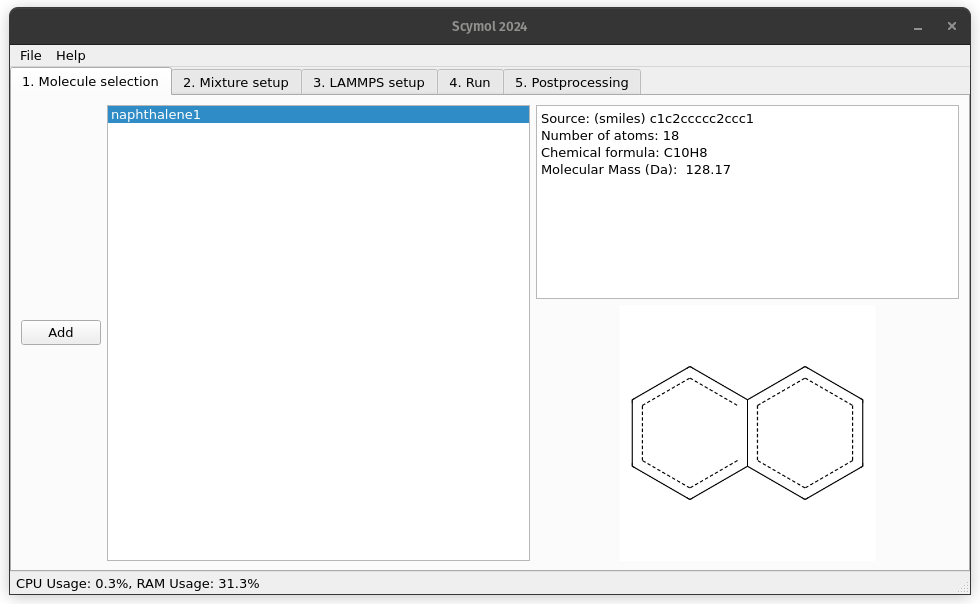 Scymol 2024
File Help
1. Molecule selection 2. Mixture setup 3. LAMMPS setup 4. Run 5. Postprocessing
naphthalene1
Source: (smiles) c1c2ccccc2ccc1
Number of atoms: 18
Chemical formula: C10H8
Molecular Mass (Da):  128.17
Add
CPU Usage: 0.3%, RAM Usage: 31.3%